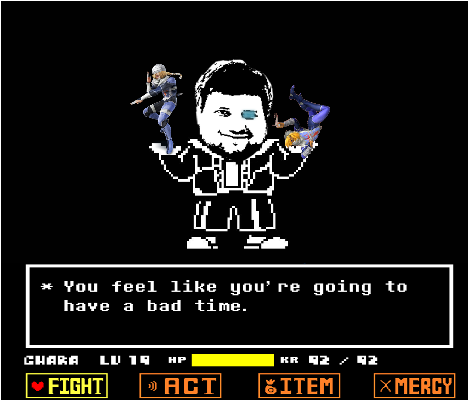 * You feel like you're going to
have a bad time.
CHARA LV 19 HP KR 92 / 92
FIGHT ACT ITEM MERCY